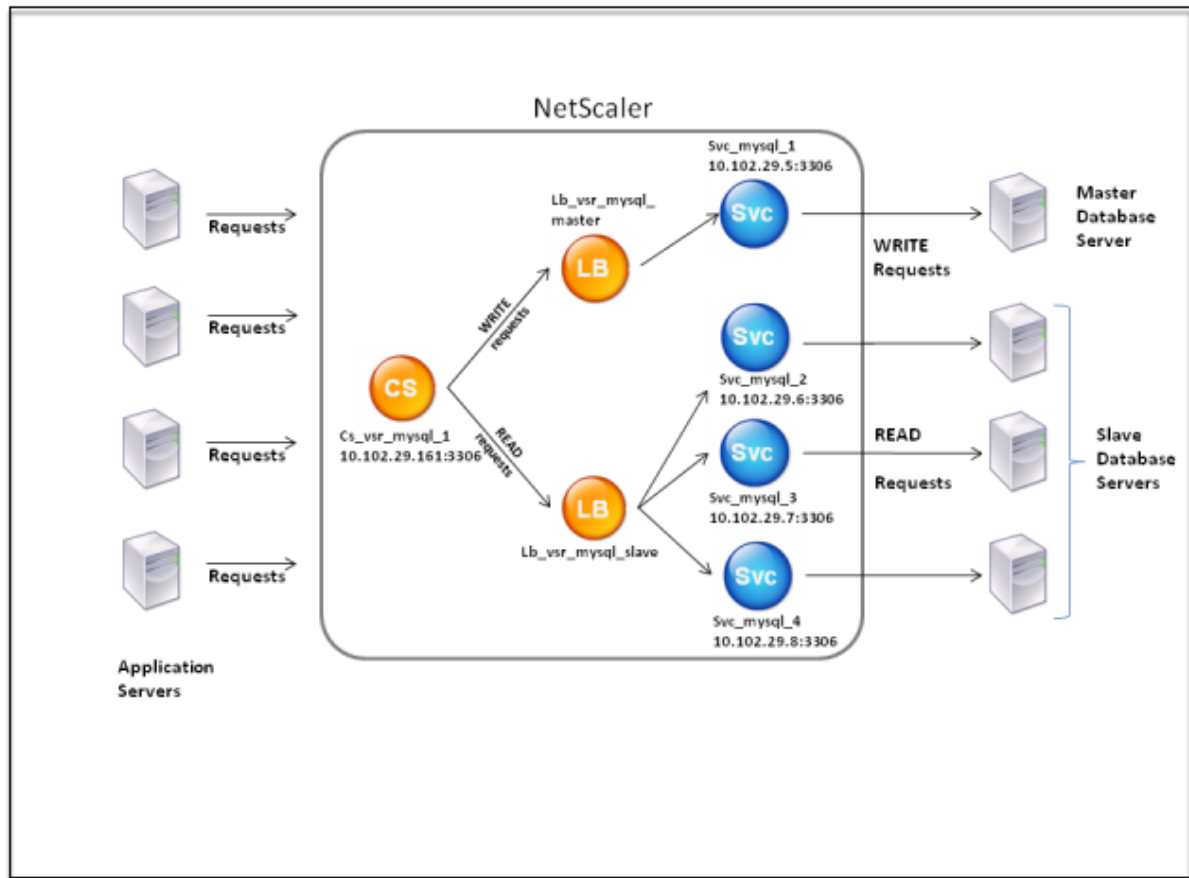 NetScaler
Requests
Requests
Requests
Requests
Application
Servers
CS
Cs_vsr_mysql_1
10.102.29.161:3306
WRITE
requests
READ
requests
Lb_vsr_mysql_
master
LB
LB
Lb_vsr_mysql_slave
Svc_mysql_1
10.102.29.5:3306
Svc
Svc
Svc_mysql_2
10.102.29.6:3306
Svc
Svc_mysql_3
10.102.29.7:3306
Svc
Svc_mysql_4
10.102.29.8:3306
WRITE
Requests
READ
Requests
Master
Database
Server
Slave
Database
Servers